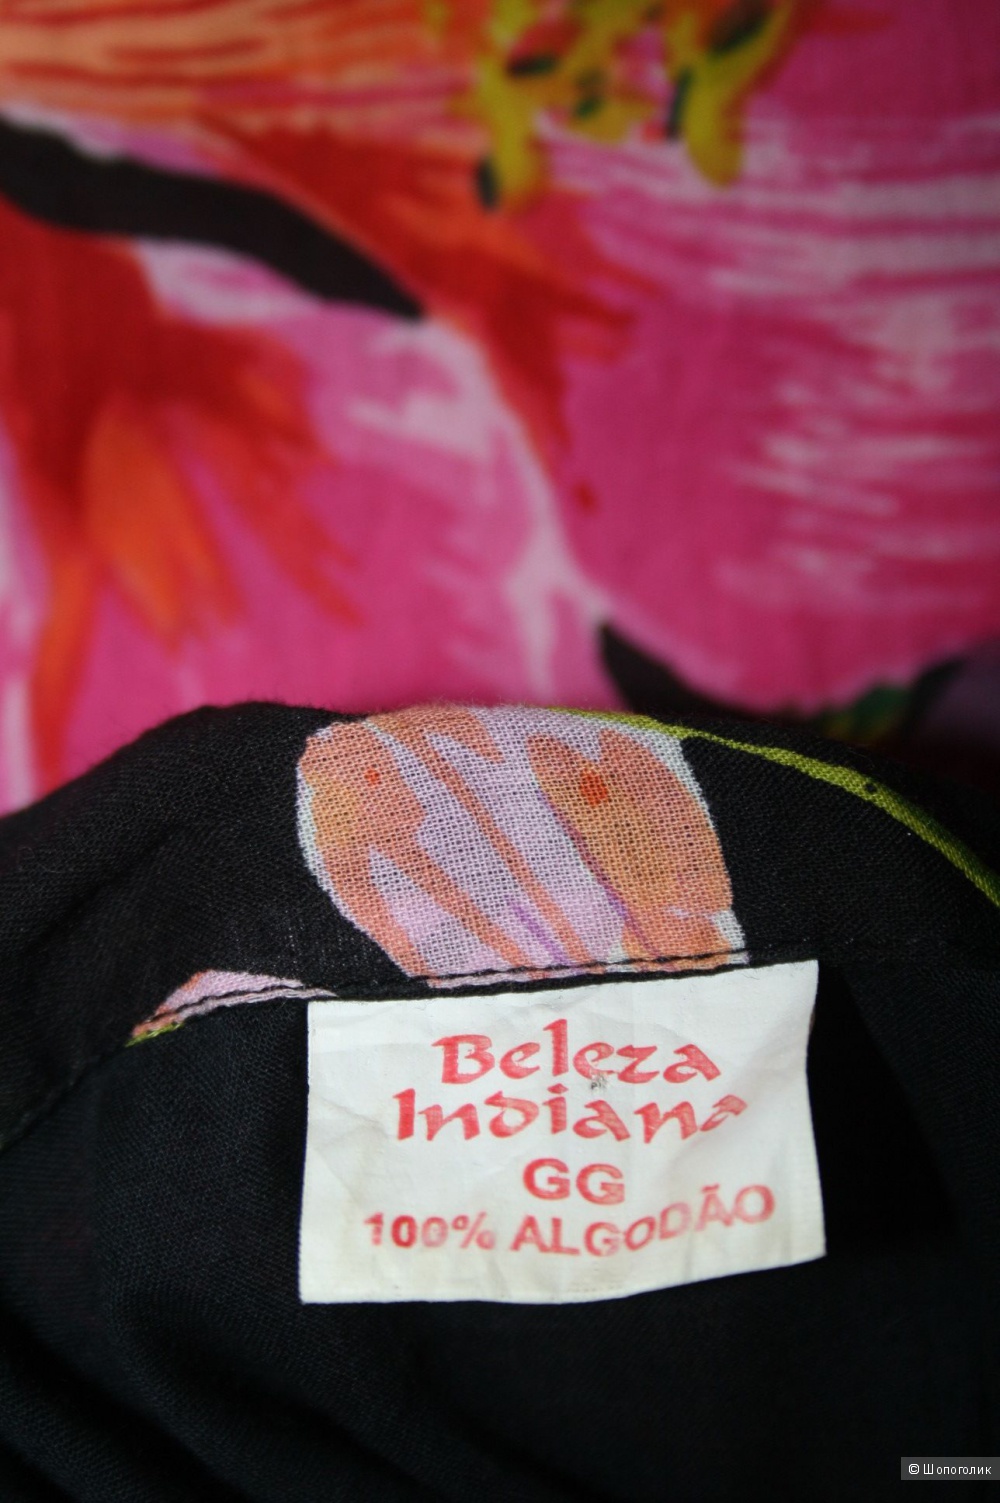 Beleza
Indiana
GG
100% ALGODÃO
© Шопоголик